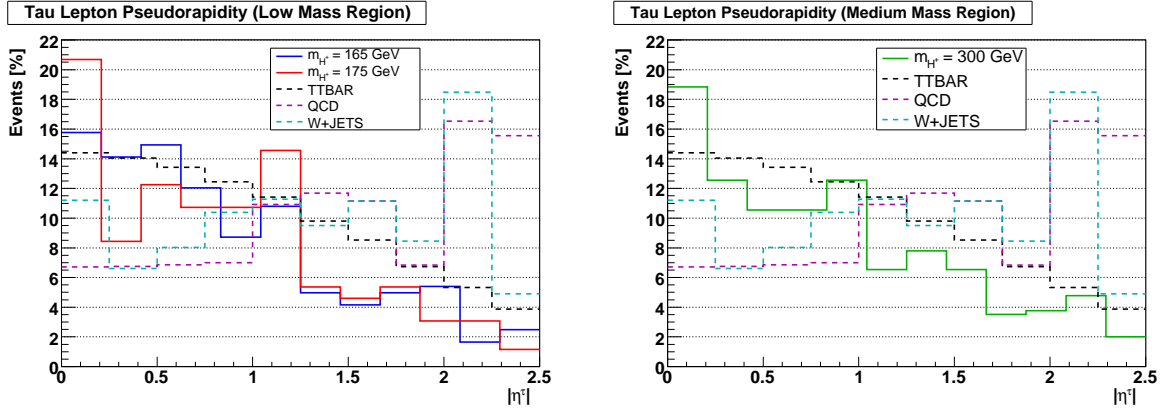 Tau Lepton Pseudorapidity (Low Mass Region)
Events [%]
22
20
18
16
14
12
10
8
6
4
2
0
m_H⁺ = 165 GeV
m_H⁺ = 175 GeV
TTBAR
QCD
W+JETS
0 0.5 1 1.5 2 2.5
|η^τ|
Tau Lepton Pseudorapidity (Medium Mass Region)
Events [%]
22
20
18
16
14
12
10
8
6
4
2
0
m_H⁺ = 300 GeV
TTBAR
QCD
W+JETS
0 0.5 1 1.5 2 2.5
|η^τ|